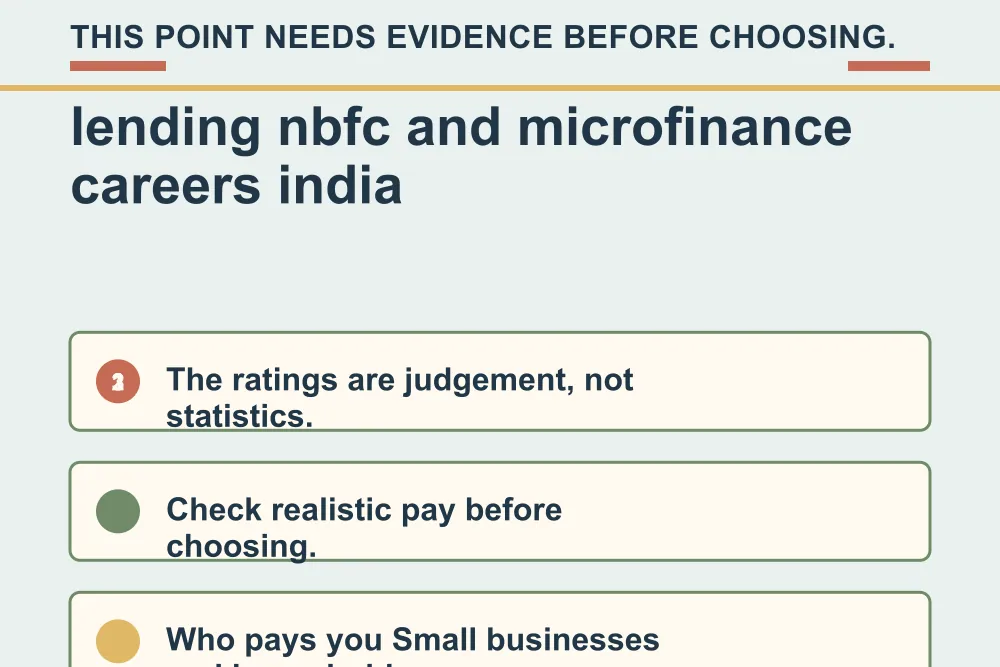 THIS POINT NEEDS EVIDENCE BEFORE CHOOSING.
lending nbfc and microfinance
careers india
The ratings are judgement, not
statistics.
Check realistic pay before
choosing.
Who pays you Small businesses